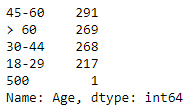 45-60    291
> 60     269
30-44    268
18-29    217
500        1
Name: Age, dtype: int64